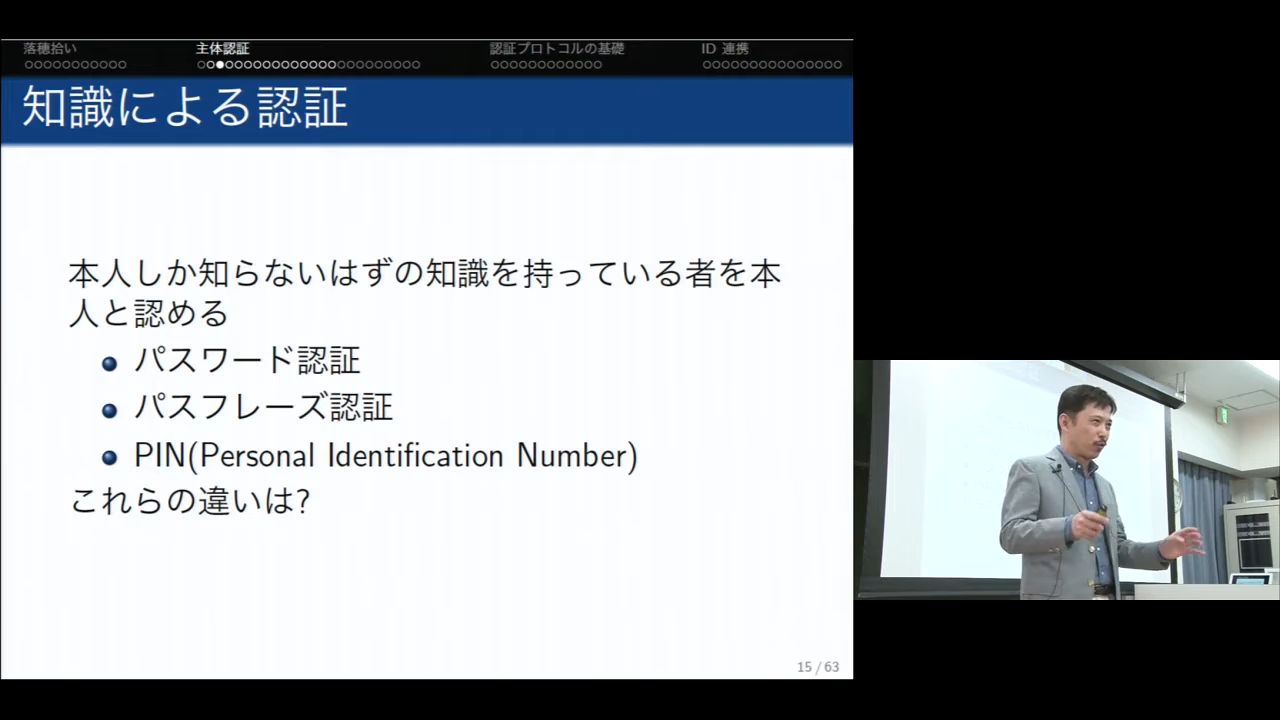 落穂拾い 主体認証 認証プロトコルの基礎 ID 連携
知識による認証
本人しか知らないはずの知識を持っている者を本
人と認める
パスワード認証
パスフレーズ認証
PIN(Personal Identification Number)
これらの違いは?
15 / 63